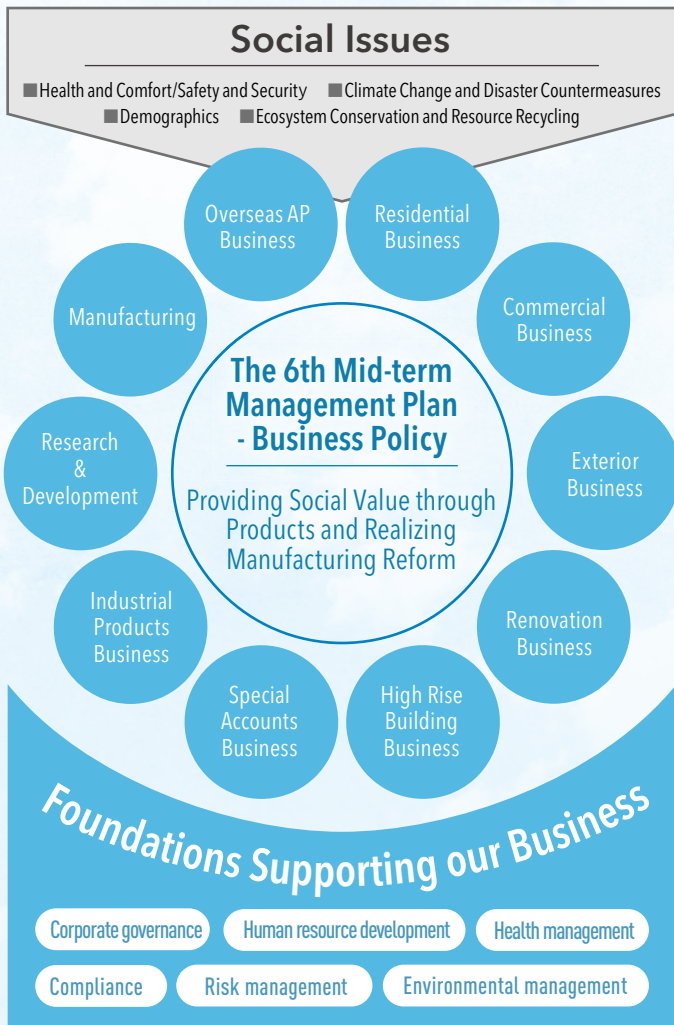 Social Issues
■Health and Comfort/Safety and Security ■Climate Change and Disaster Countermeasures
■Demographics ■Ecosystem Conservation and Resource Recycling
Overseas AP
Business
Residential
Business
Manufacturing
Commercial
Business
The 6th Mid-term
Management Plan
- Business Policy
Providing Social Value through
Products and Realizing
Manufacturing Reform
Research
&
Development
Exterior
Business
Industrial
Products
Business
Renovation
Business
Special
Accounts
Business
High Rise
Building
Business
Foundations Supporting our Business
Corporate governance Human resource development Health management
Compliance Risk management Environmental management